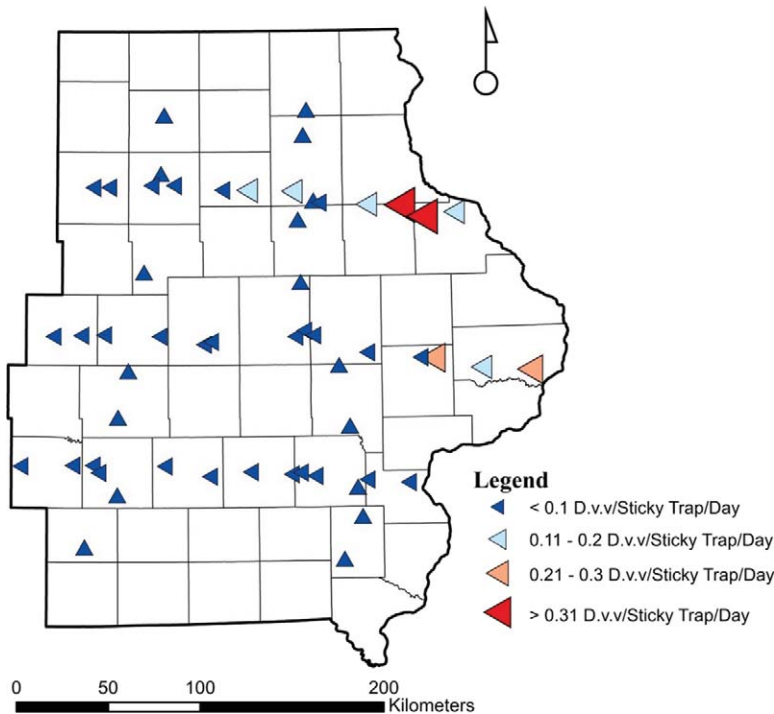 Legend
< 0.1 D.v.v/Sticky Trap/Day
0.11 - 0.2 D.v.v/Sticky Trap/Day
0.21 - 0.3 D.v.v/Sticky Trap/Day
> 0.31 D.v.v/Sticky Trap/Day
0 50 100 200
Kilometers